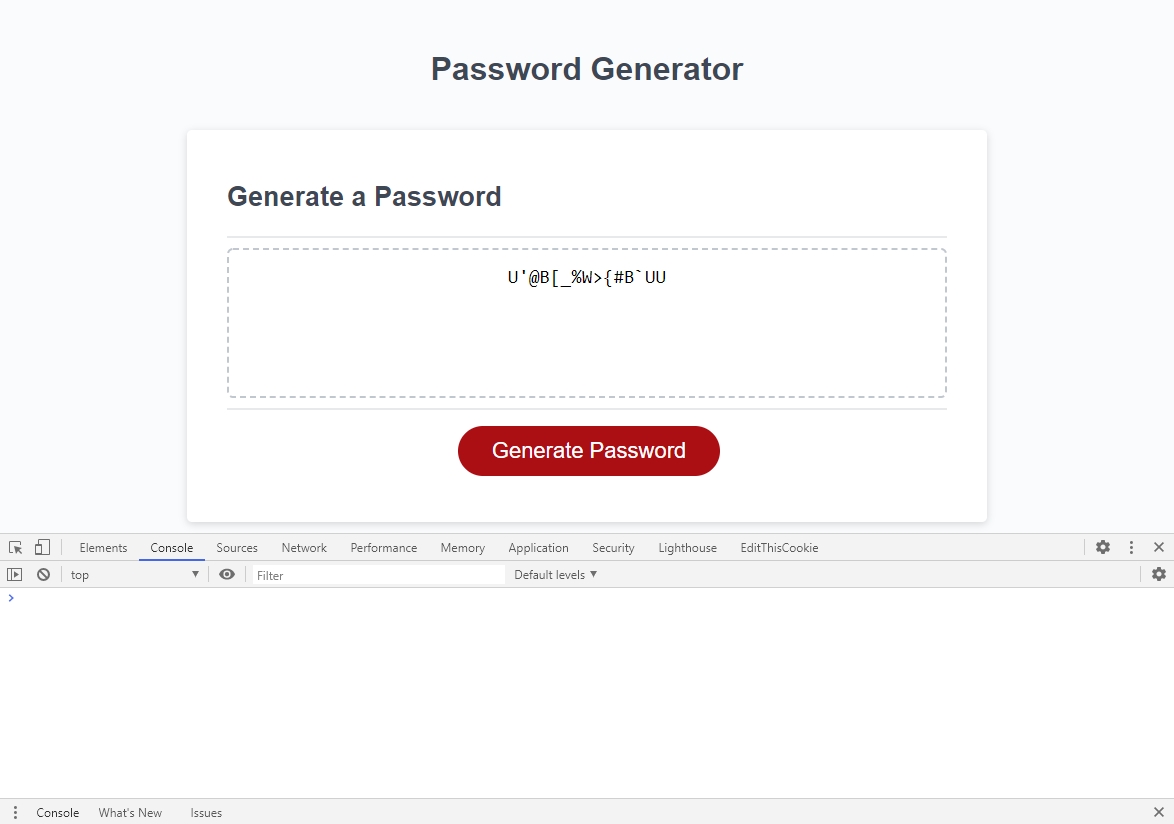 Password Generator
Generate a Password
U'@B[_%W>{#B`UU
Generate Password
Elements Console Sources Network Performance Memory Application Security Lighthouse EditThisCookie
top Filter Default levels
Console What's New Issues